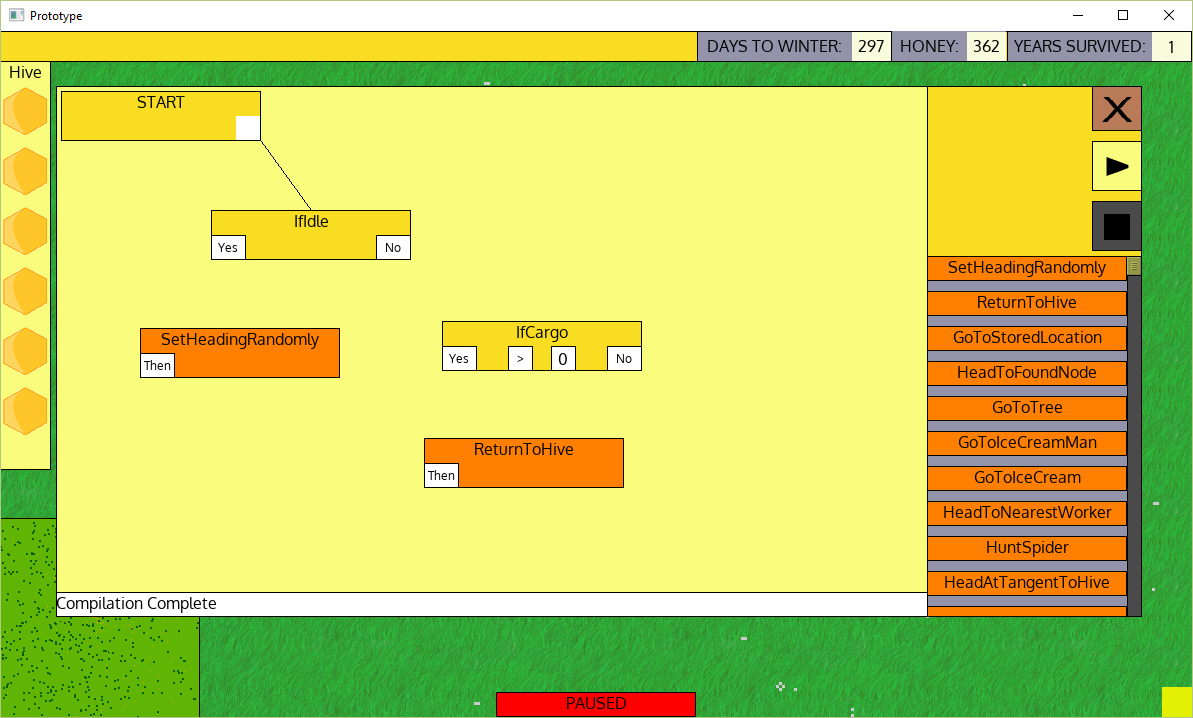 Prototype
DAYS TO WINTER: 297 HONEY: 362 YEARS SURVIVED: 1
Hive
START
IfIdle
Yes No
SetHeadingRandomly
Then
IfCargo
Yes > 0 No
ReturnToHive
Then
Compilation Complete
X
SetHeadingRandomly
ReturnToHive
GoToStoredLocation
HeadToFoundNode
GoToTree
GoToIceCreamMan
GoToIceCream
HeadToNearestWorker
HuntSpider
HeadAtTangentToHive
PAUSED